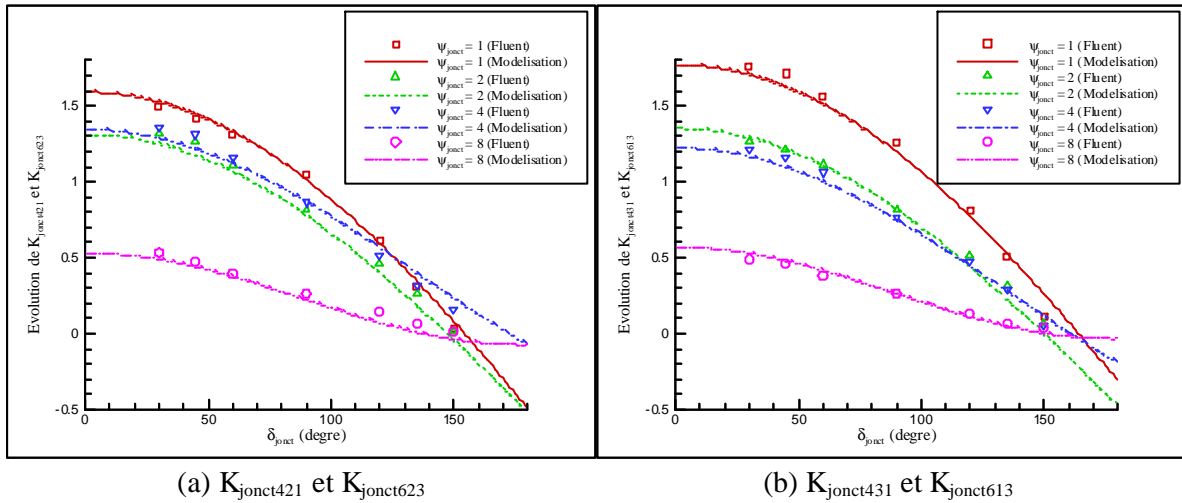 ψjonct = 1 (Fluent)
ψjonct = 1 (Modelisation)
ψjonct = 2 (Fluent)
ψjonct = 2 (Modelisation)
ψjonct = 4 (Fluent)
ψjonct = 4 (Modelisation)
ψjonct = 8 (Fluent)
ψjonct = 8 (Modelisation)
Evolution de Kjonct421 et Kjonct623
1.5
1
0.5
0
-0.5
0 50 100 150
δjonct (degre)
(a) Kjonct421 et Kjonct623
ψjonct = 1 (Fluent)
ψjonct = 1 (Modelisation)
ψjonct = 2 (Fluent)
ψjonct = 2 (Modelisation)
ψjonct = 4 (Fluent)
ψjonct = 4 (Modelisation)
ψjonct = 8 (Fluent)
ψjonct = 8 (Modelisation)
Evolution de Kjonct431 et Kjonct613
1.5
1
0.5
0
-0.5
0 50 100 150
δjonct (degre)
(b) Kjonct431 et Kjonct613